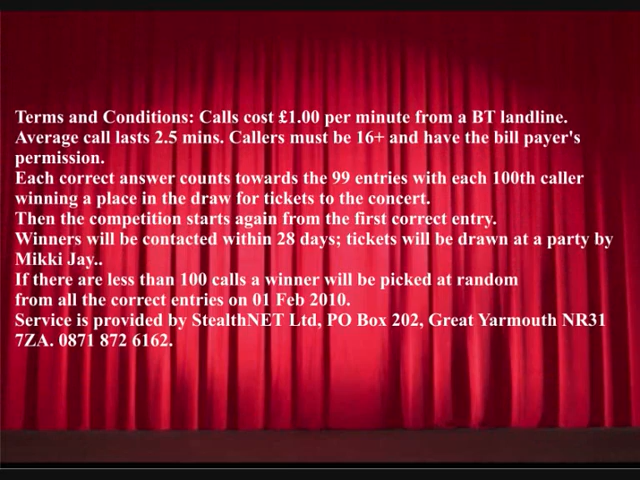 Terms and Conditions: Calls cost £1.00 per minute from a BT landline.
Average call lasts 2.5 mins. Callers must be 16+ and have the bill payer's
permission.
Each correct answer counts towards the 99 entries with each 100th caller
winning a place in the draw for tickets to the concert.
Then the competition starts again from the first correct entry.
Winners will be contacted within 28 days; tickets will be drawn at a party by
Mikki Jay..
If there are less than 100 calls a winner will be picked at random
from all the correct entries on 01 Feb 2010.
Service is provided by StealthNET Ltd, PO Box 202, Great Yarmouth NR31
7ZA. 0871 872 6162.